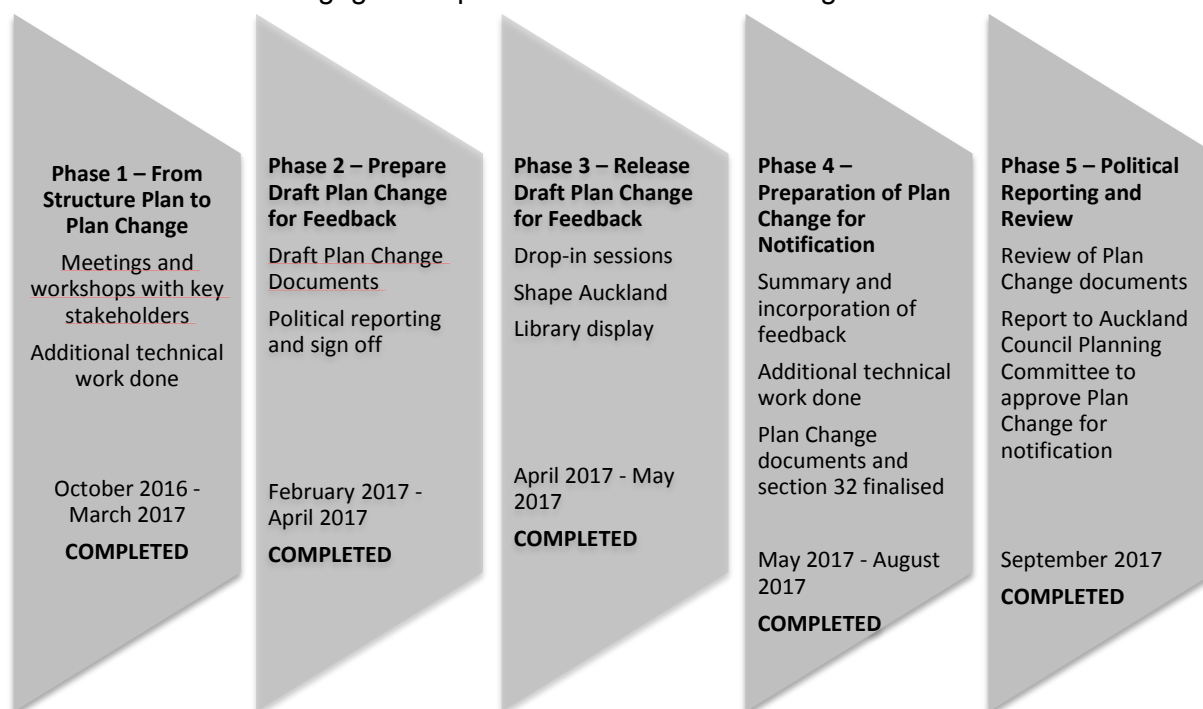 Phase 1 – From
Structure Plan to
Plan Change
Meetings and
workshops with key
stakeholders
Additional technical
work done
October 2016 -
March 2017
COMPLETED
Phase 2 – Prepare
Draft Plan Change
for Feedback
Draft Plan Change
Documents
Political reporting
and sign off
February 2017 -
April 2017
COMPLETED
Phase 3 – Release
Draft Plan Change
for Feedback
Drop-in sessions
Shape Auckland
Library display
April 2017 - May
2017
COMPLETED
Phase 4 –
Preparation of Plan
Change for
Notification
Summary and
incorporation of
feedback
Additional technical
work done
Plan Change
documents and
section 32 finalised
May 2017 - August
2017
COMPLETED
Phase 5 – Political
Reporting and
Review
Review of Plan
Change documents
Report to Auckland
Council Planning
Committee to
approve Plan
Change for
notification
September 2017
COMPLETED